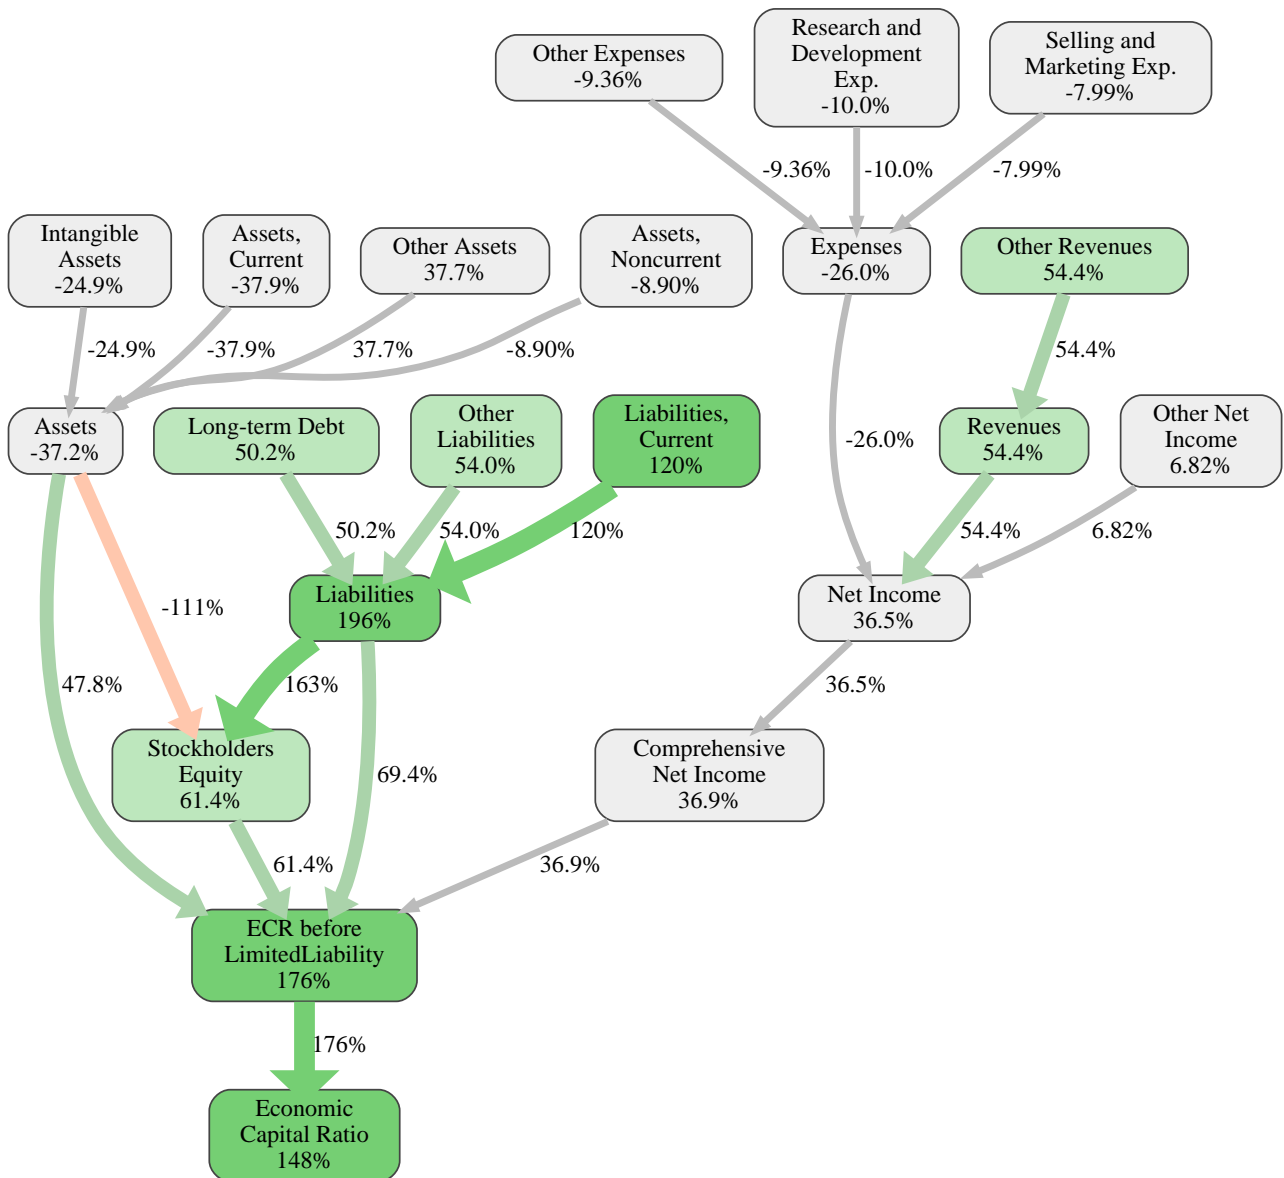 Other Expenses
-9.36%
Research and
Development
Exp.
-10.0%
Selling and
Marketing Exp.
-7.99%
-9.36%
-10.0%
-7.99%
Intangible
Assets
-24.9%
Assets,
Current
-37.9%
Other Assets
37.7%
Assets,
Noncurrent
-8.90%
Expenses
-26.0%
Other Revenues
54.4%
-24.9%
-37.9%
37.7%
-8.90%
54.4%
Assets
-37.2%
Long-term Debt
50.2%
Other
Liabilities
54.0%
Liabilities,
Current
120%
-26.0%
Revenues
54.4%
Other Net
Income
6.82%
50.2%
54.0%
120%
54.4%
6.82%
-111%
Liabilities
196%
Net Income
36.5%
47.8%
163%
36.5%
Stockholders
Equity
61.4%
69.4%
Comprehensive
Net Income
36.9%
61.4%
36.9%
ECR before
LimitedLiability
176%
176%
Economic
Capital Ratio
148%